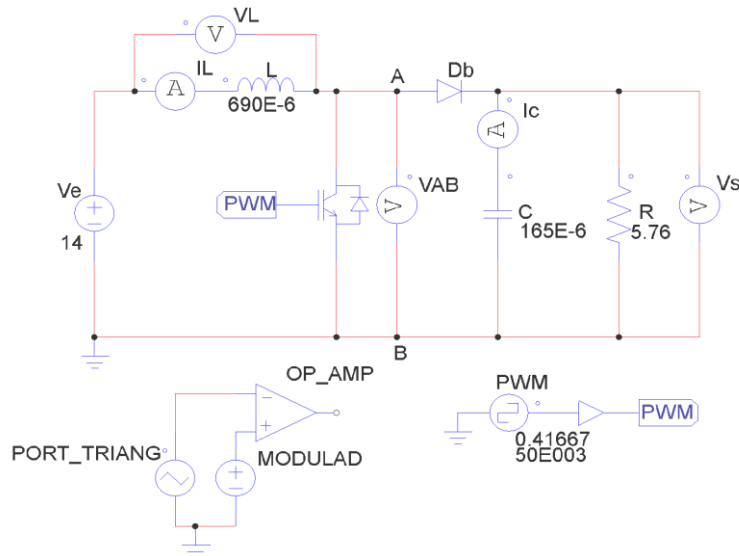 VL
V
IL
L
A
690E-6
A
Db
A
Ic
Ve
14
PWM
VAB
V
C
165E-6
R
5.76
Vs
V
B
OP_AMP
PORT_TRIANG
MODULAD
PWM
0.41667
50E003
PWM